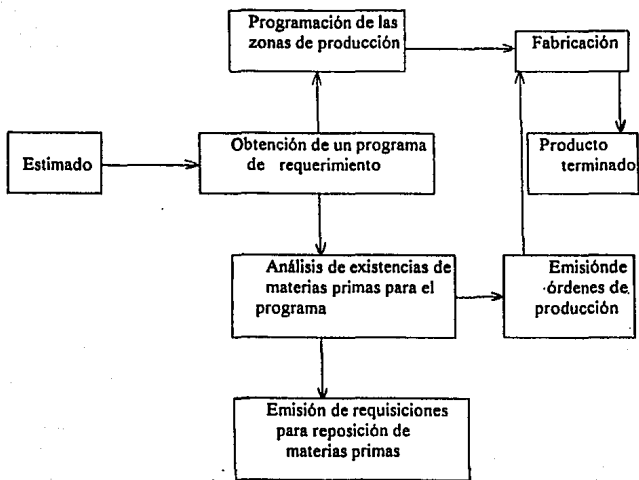 Programación de las
zonas de producción
Fabricación
Estimado
Obtención de un programa
de requerimiento
Producto
terminado
Análisis de existencias de
materias primas para el
programa
Emisiónde
órdenes de
producción
Emisión de requisiciones
para reposición de
materias primas